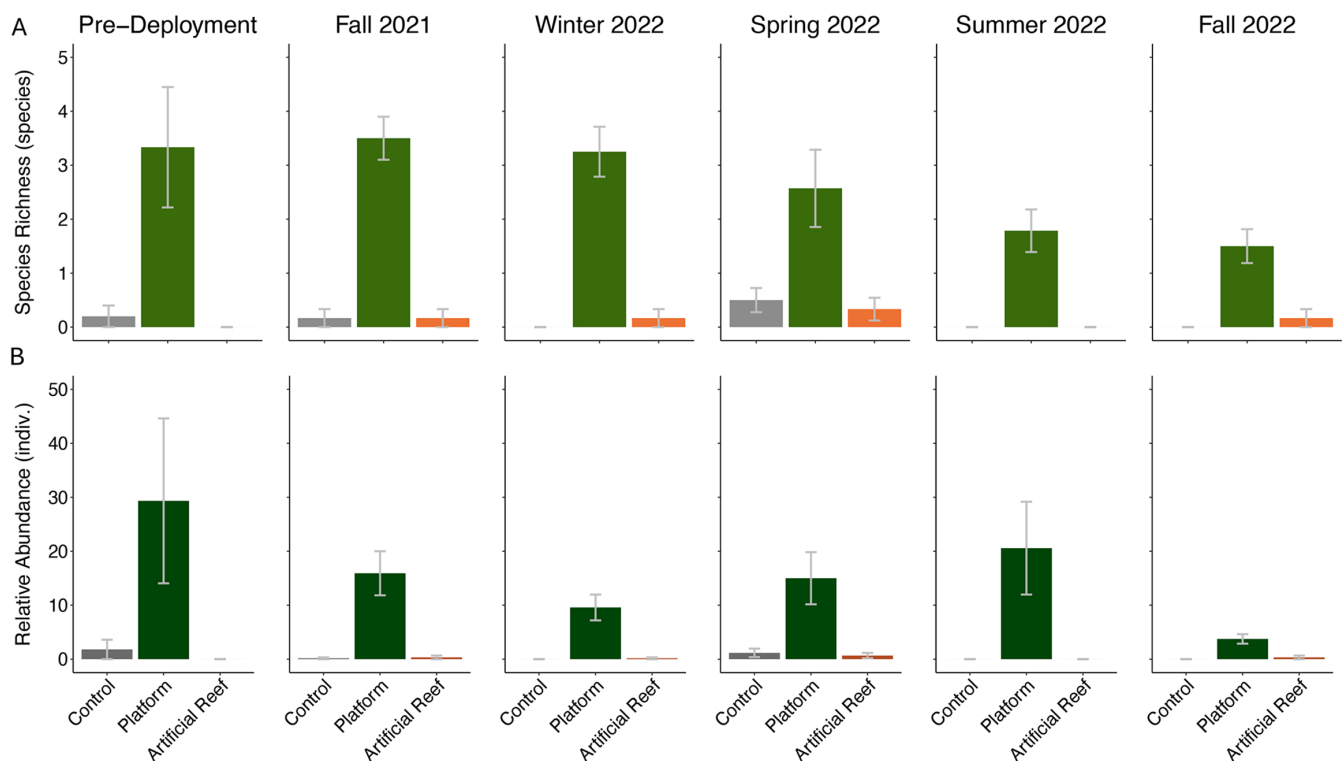 A
Pre-Deployment Fall 2021 Winter 2022 Spring 2022 Summer 2022 Fall 2022
Species Richness (species)
5
4
3
2
1
0
B
Relative Abundance (indiv.)
50
40
30
20
10
0
Control Platform Artificial Reef Control Platform Artificial Reef Control Platform Artificial Reef Control Platform Artificial Reef Control Platform Artificial Reef Control Platform Artificial Reef